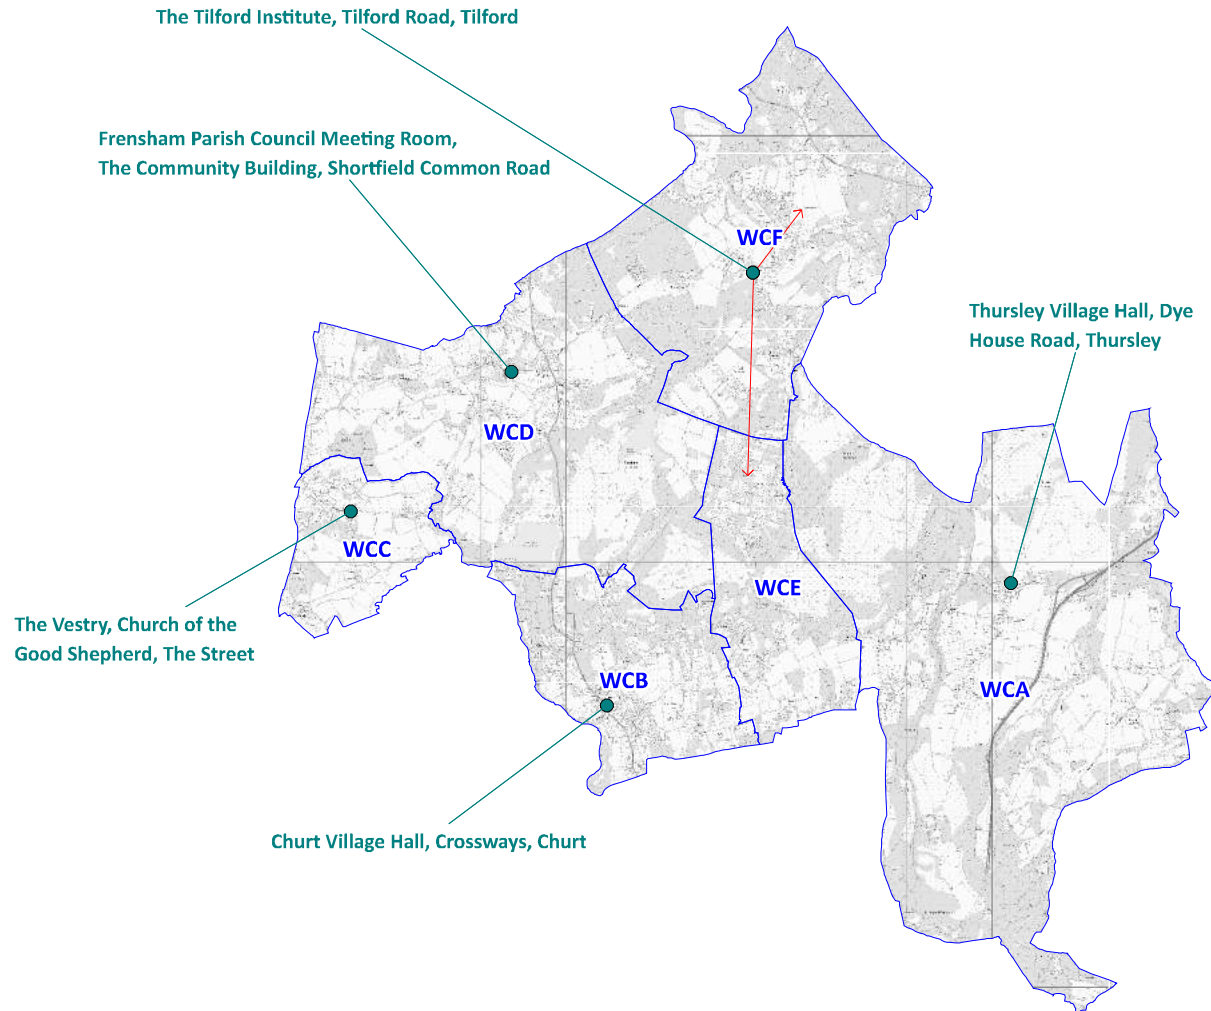 The Tilford Institute, Tilford Road, Tilford
Frensham Parish Council Meeting Room,
The Community Building, Shortfield Common Road
WCF
Thursley Village Hall, Dye
House Road, Thursley
WCD
WCC
WCE
The Vestry, Church of the
Good Shepherd, The Street
WCB
WCA
Churt Village Hall, Crossways, Churt